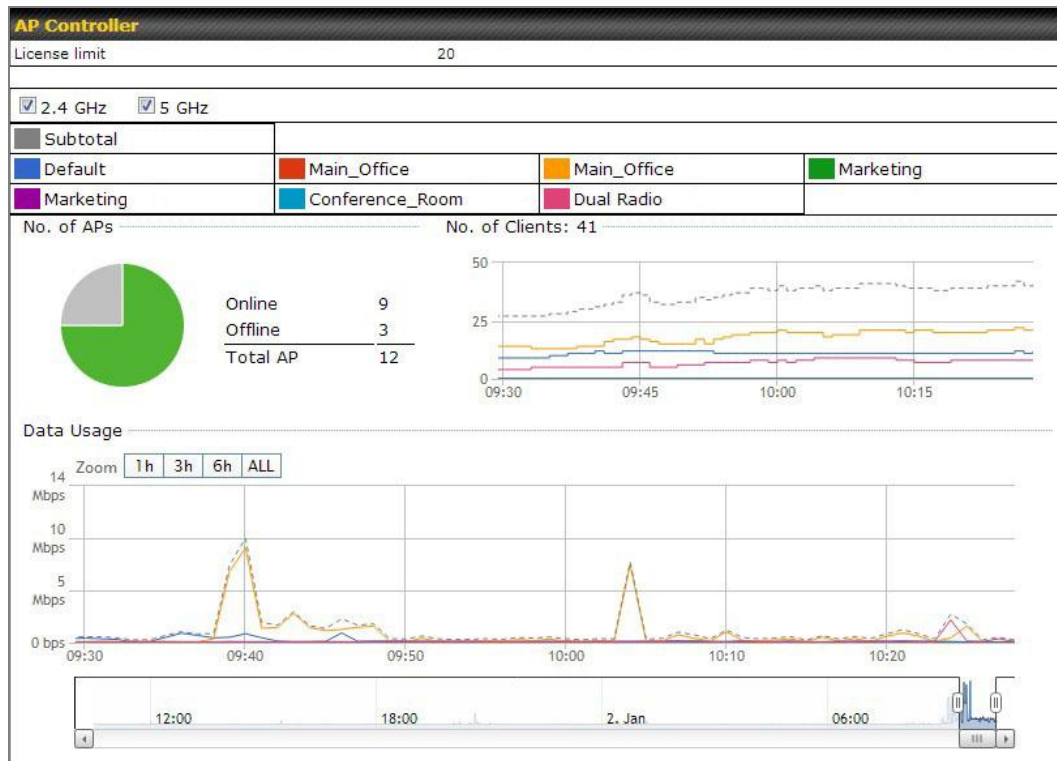 AP Controller
License limit 20
2.4 GHz 5 GHz
Subtotal
Default Main_Office Main_Office Marketing
Marketing Conference_Room Dual Radio
No. of APs No. of Clients: 41
Online 9
Offline 3
Total AP 12
50
25
0
09:30 09:45 10:00 10:15
Data Usage
Zoom 1h 3h 6h ALL
14
Mbps
10
Mbps
5
Mbps
0 bps
09:30 09:40 09:50 10:00 10:10 10:20
12:00 18:00 2. Jan 06:00